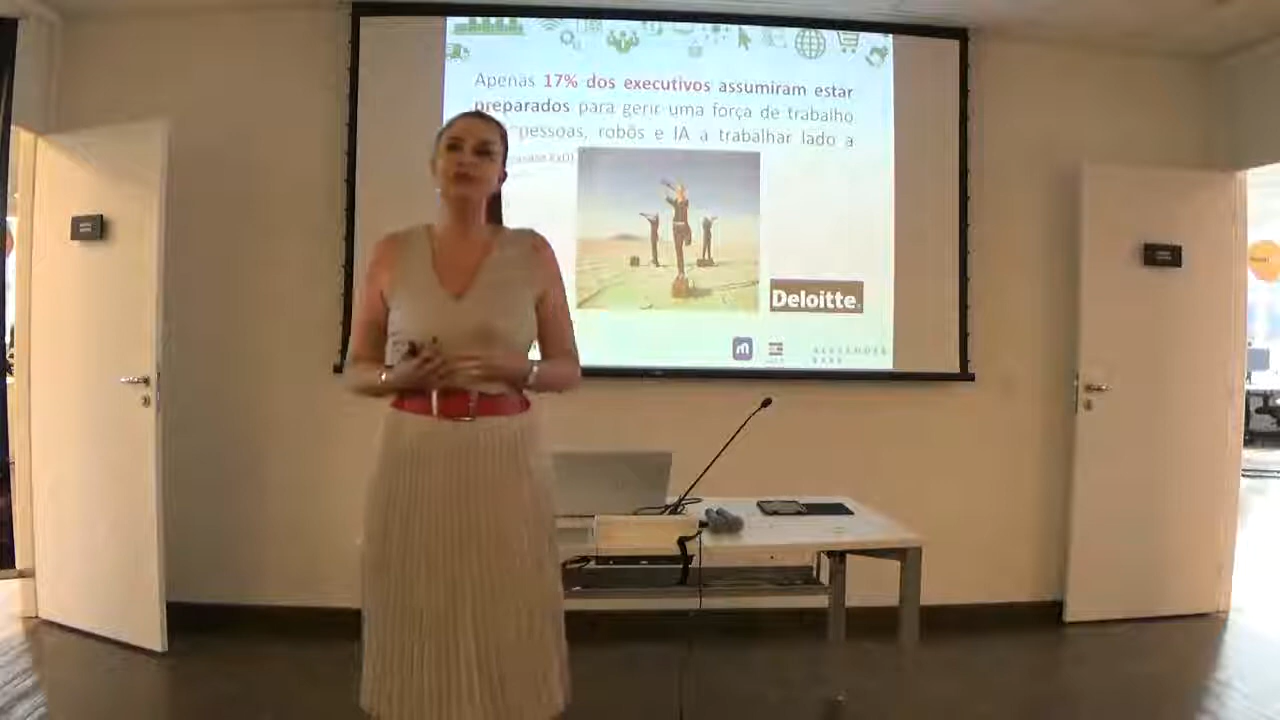 Apenas 17% dos executivos assumiram estar
preparados para gerir uma força de trabalho
pessoas, robôs e IA a trabalhar lado a
Deloitte.
m